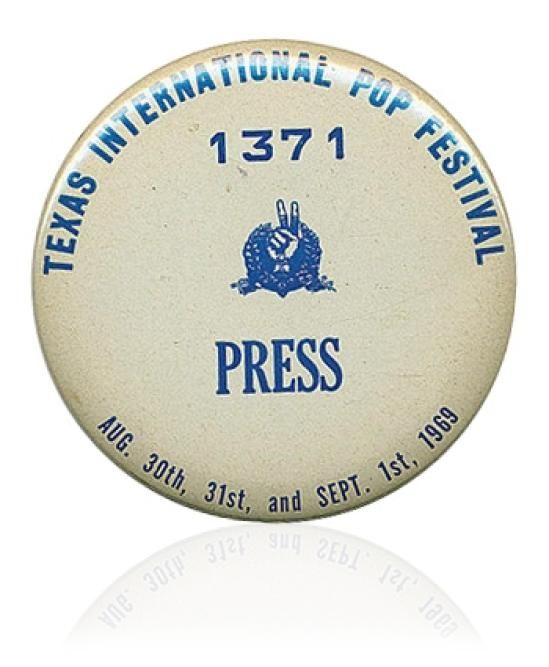 TEXAS INTERNATIONAL POP FESTIVAL
1371
PRESS
AUG. 30th, 31st, and SEPT. 1st, 1969